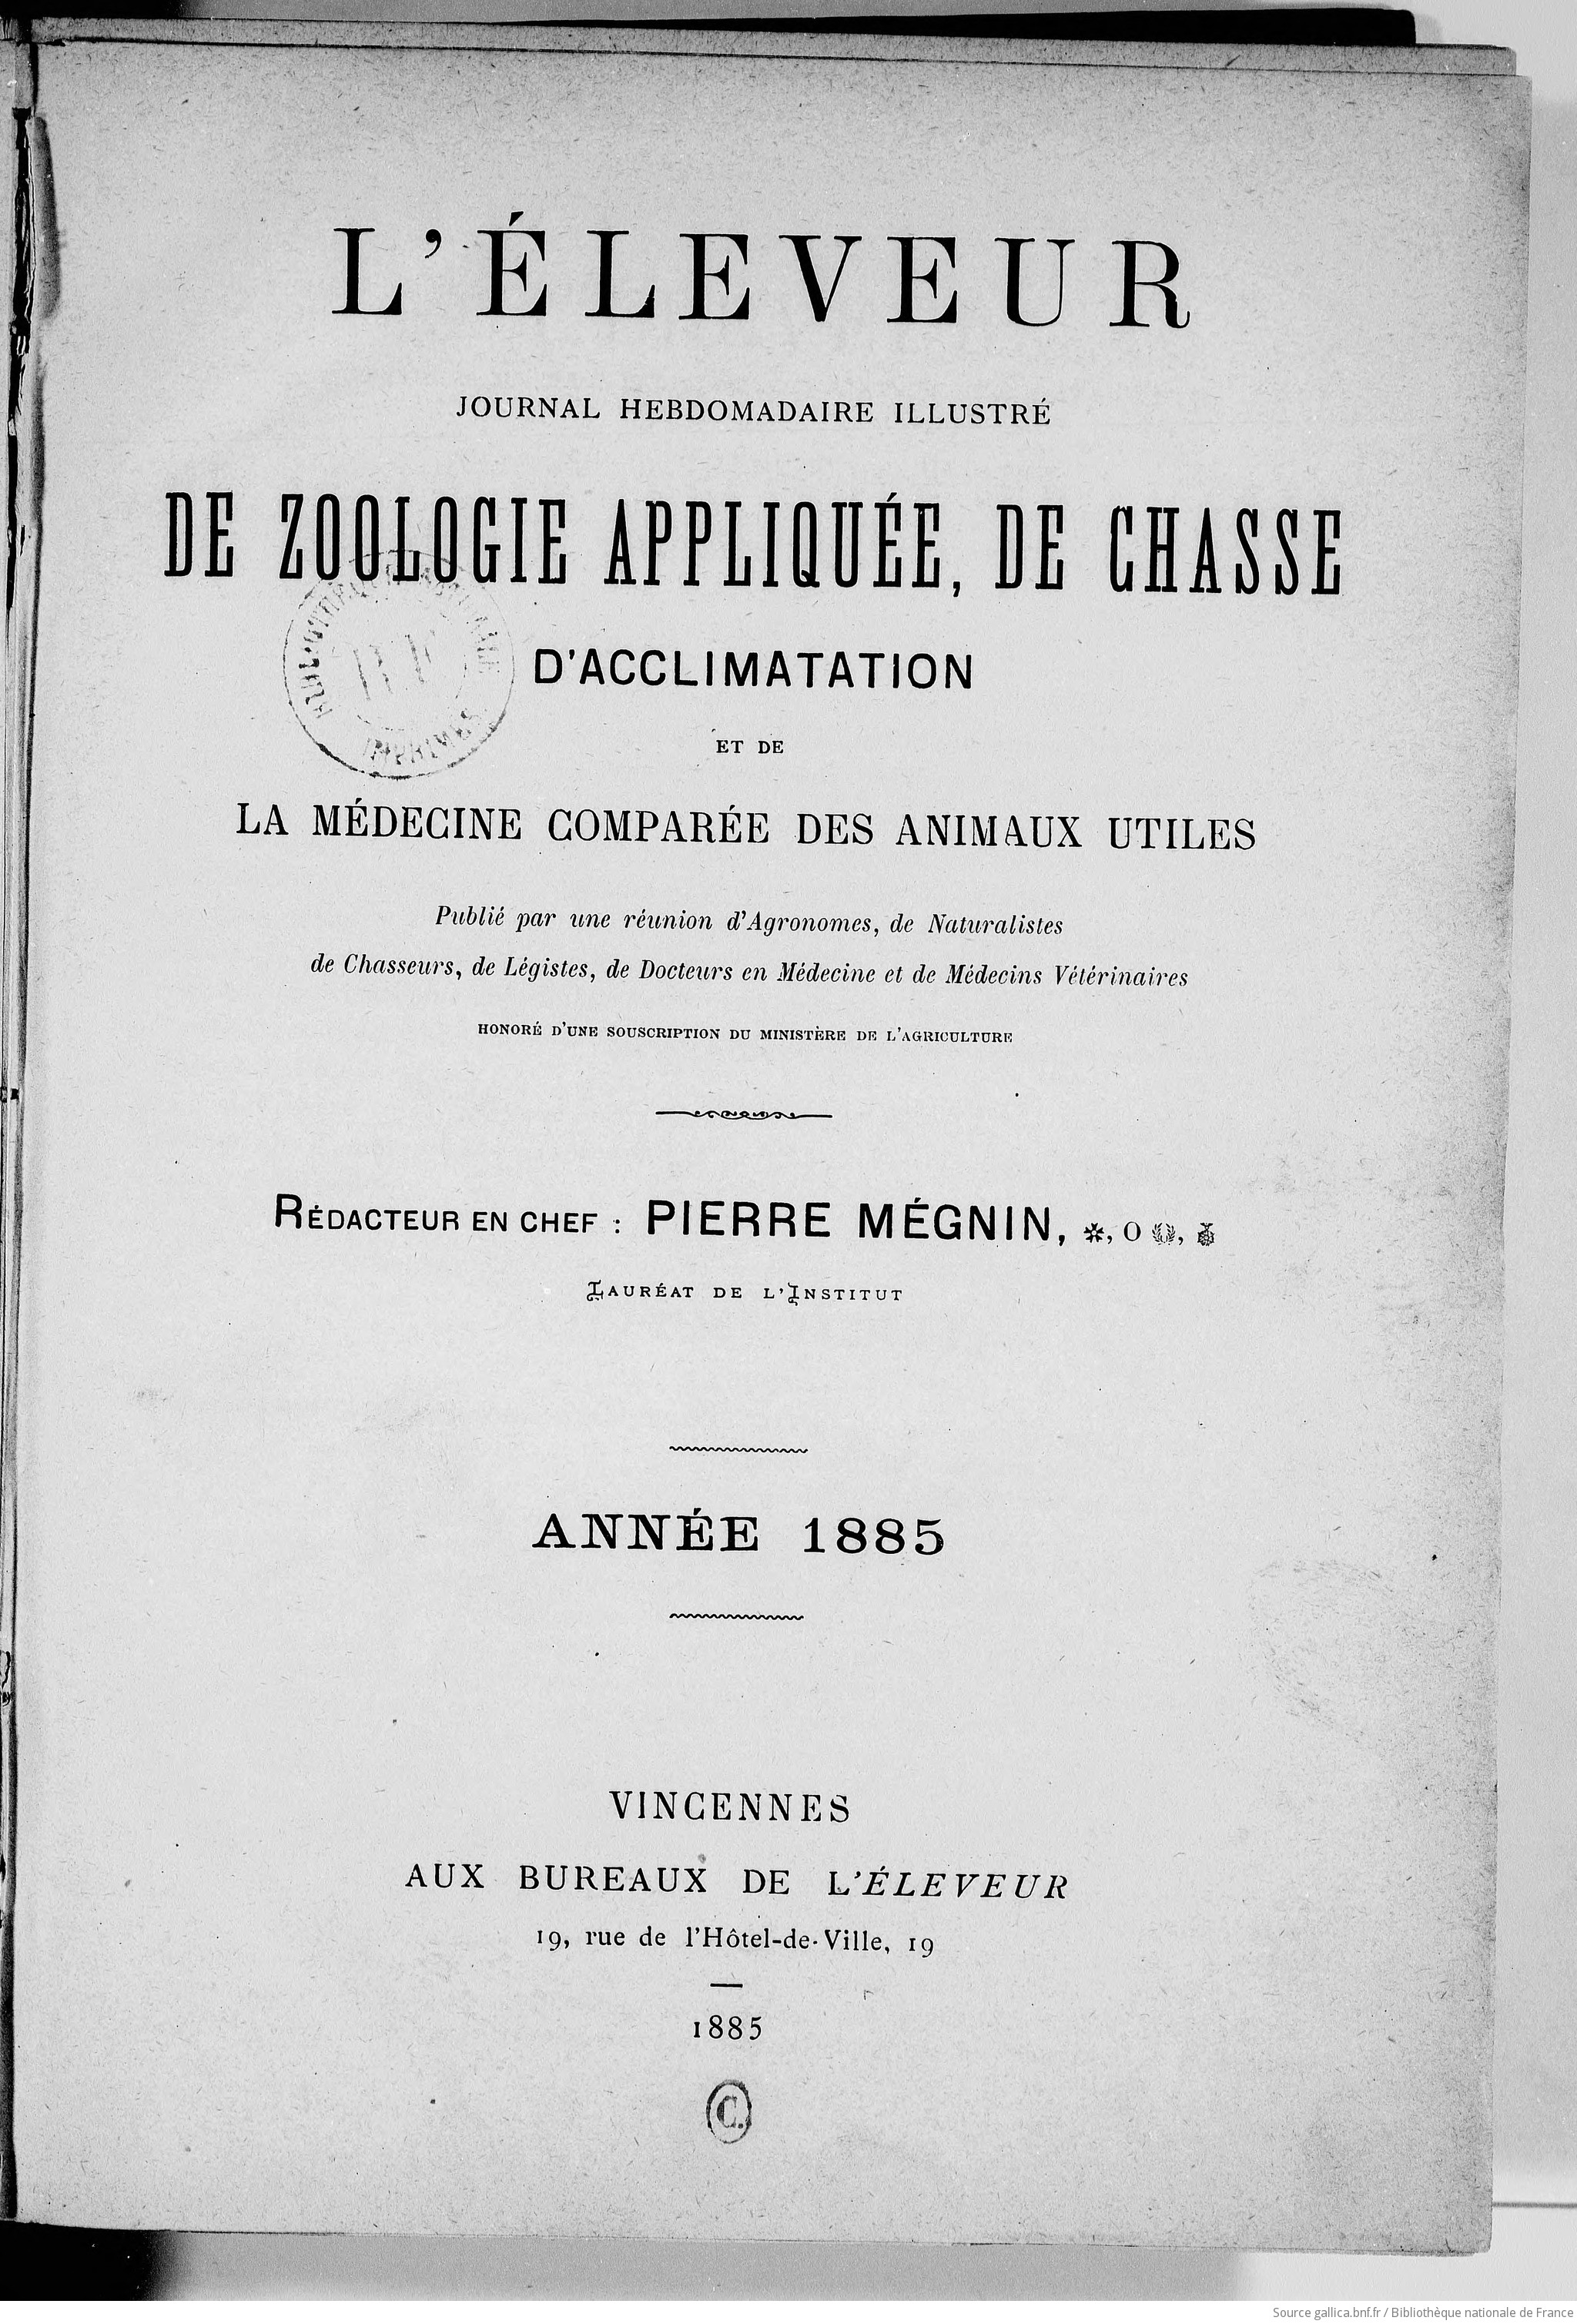 L'ÉLEVEUR
JOURNAL HEBDOMADAIRE ILLUSTRÉ
DE ZOOLOGIE APPLIQUÉE, DE CHASSE
D'ACCLIMATATION
ET DE
LA MÉDECINE COMPARÉE DES ANIMAUX UTILES
Publié par une réunion d'Agronomes, de Naturalistes
de Chasseurs, de Légistes, de Docteurs en Médecine et de Médecins Vétérinaires
HONORÉ D'UNE SOUSCRIPTION DU MINISTÈRE DE L'AGRICULTURE
RÉDACTEUR EN CHEF : PIERRE MÉGNIN, ✻, O
LAURÉAT DE L'INSTITUT
ANNÉE 1885
VINCENNES
AUX BUREAUX DE L'ÉLEVEUR
19, rue de l'Hôtel-de-Ville, 19
1885
C.
IMPRIMÉS
Source gallica.bnf.fr / Bibliothèque nationale de France